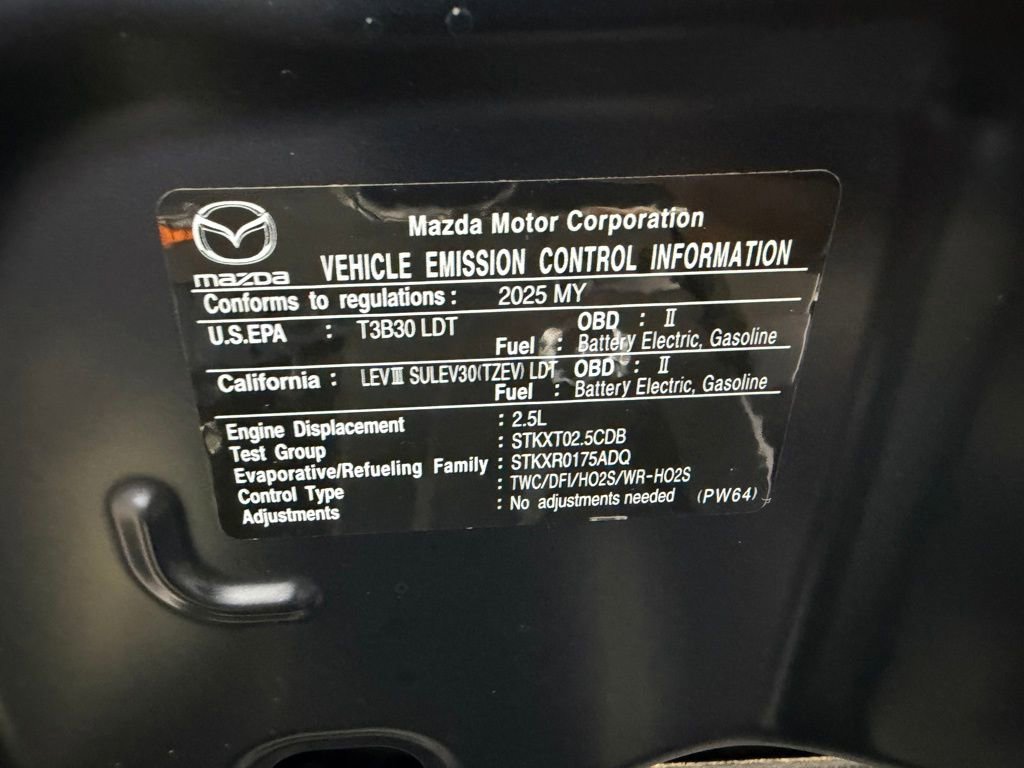 Mazda Motor Corporation
mazda
VEHICLE EMISSION CONTROL INFORMATION
Conforms to regulations : 2025 MY
U.S.EPA : T3B30 LDT OBD : II
Fuel : Battery Electric, Gasoline
California : LEVIII SULEV30(TZEV) LDT OBD : II
Fuel : Battery Electric, Gasoline
Engine Displacement : 2.5L
Test Group : STKXT02.5CDB
Evaporative/Refueling Family : STKXR0175ADQ
Control Type : TWC/DFI/HO2S/WR-HO2S
Adjustments : No adjustments needed (PW64)